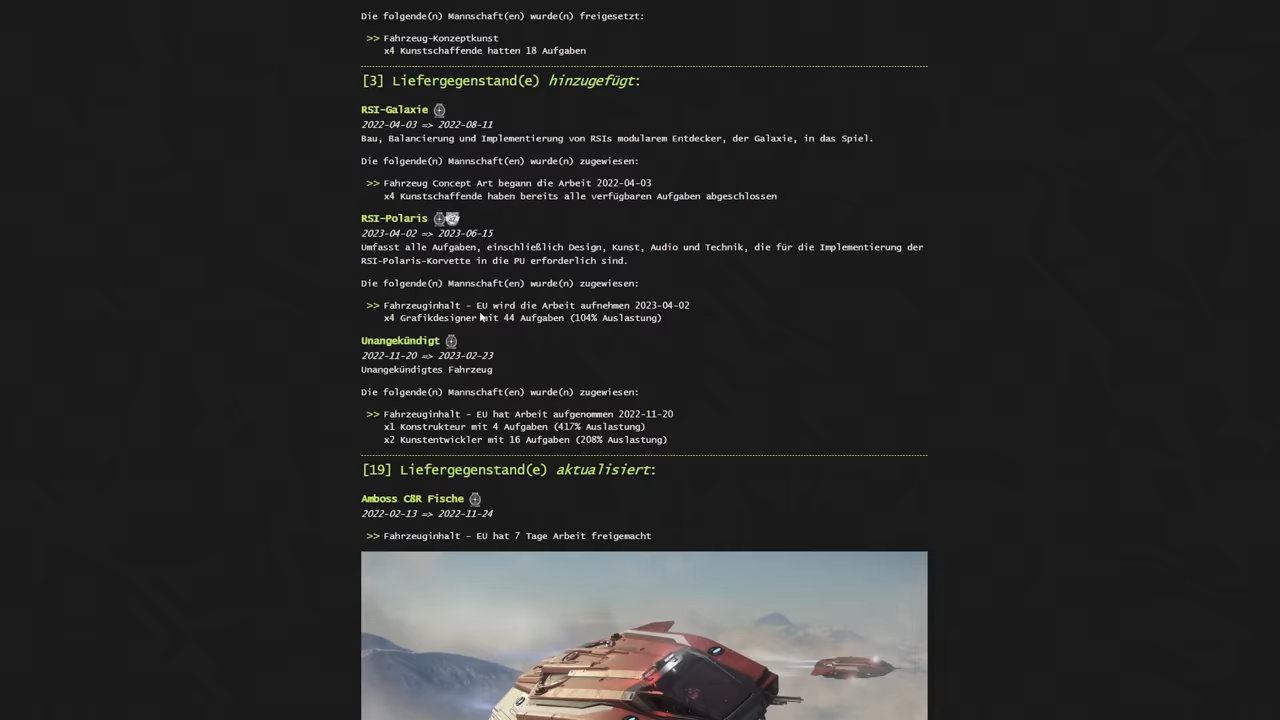 Die folgende(n) Mannschaft(en) wurde(n) freigesetzt:
>> Fahrzeug-Konzeptkunst
x4 Kunstschaffende hatten 18 Aufgaben
[3] Liefergegenstand(e) hinzugefügt:
RSI-Galaxie
2022-04-03 => 2022-08-11
Bau, Balancierung und Implementierung von RSIs modularem Entdecker, der Galaxie, in das Spiel.
Die folgende(n) Mannschaft(en) wurde(n) zugewiesen:
>> Fahrzeug Concept Art begann die Arbeit 2022-04-03
x4 Kunstschaffende haben bereits alle verfügbaren Aufgaben abgeschlossen
RSI-Polaris
2023-04-02 => 2023-06-15
Umfasst alle Aufgaben, einschließlich Design, Kunst, Audio und Technik, die für die Implementierung der
RSI-Polaris-Korvette in die PU erforderlich sind.
Die folgende(n) Mannschaft(en) wurde(n) zugewiesen:
>> Fahrzeuginhalt - EU wird die Arbeit aufnehmen 2023-04-02
x4 Grafikdesigner mit 44 Aufgaben (104% Auslastung)
Unangekündigt
2022-11-20 => 2023-02-23
Unangekündigtes Fahrzeug
Die folgende(n) Mannschaft(en) wurde(n) zugewiesen:
>> Fahrzeuginhalt - EU hat Arbeit aufgenommen 2022-11-20
x1 Konstrukteur mit 4 Aufgaben (417% Auslastung)
x2 Kunstentwickler mit 16 Aufgaben (208% Auslastung)
[19] Liefergegenstand(e) aktualisiert:
Amboss C8R Fische
2022-02-13 => 2022-11-24
>> Fahrzeuginhalt - EU hat 7 Tage Arbeit freigemacht